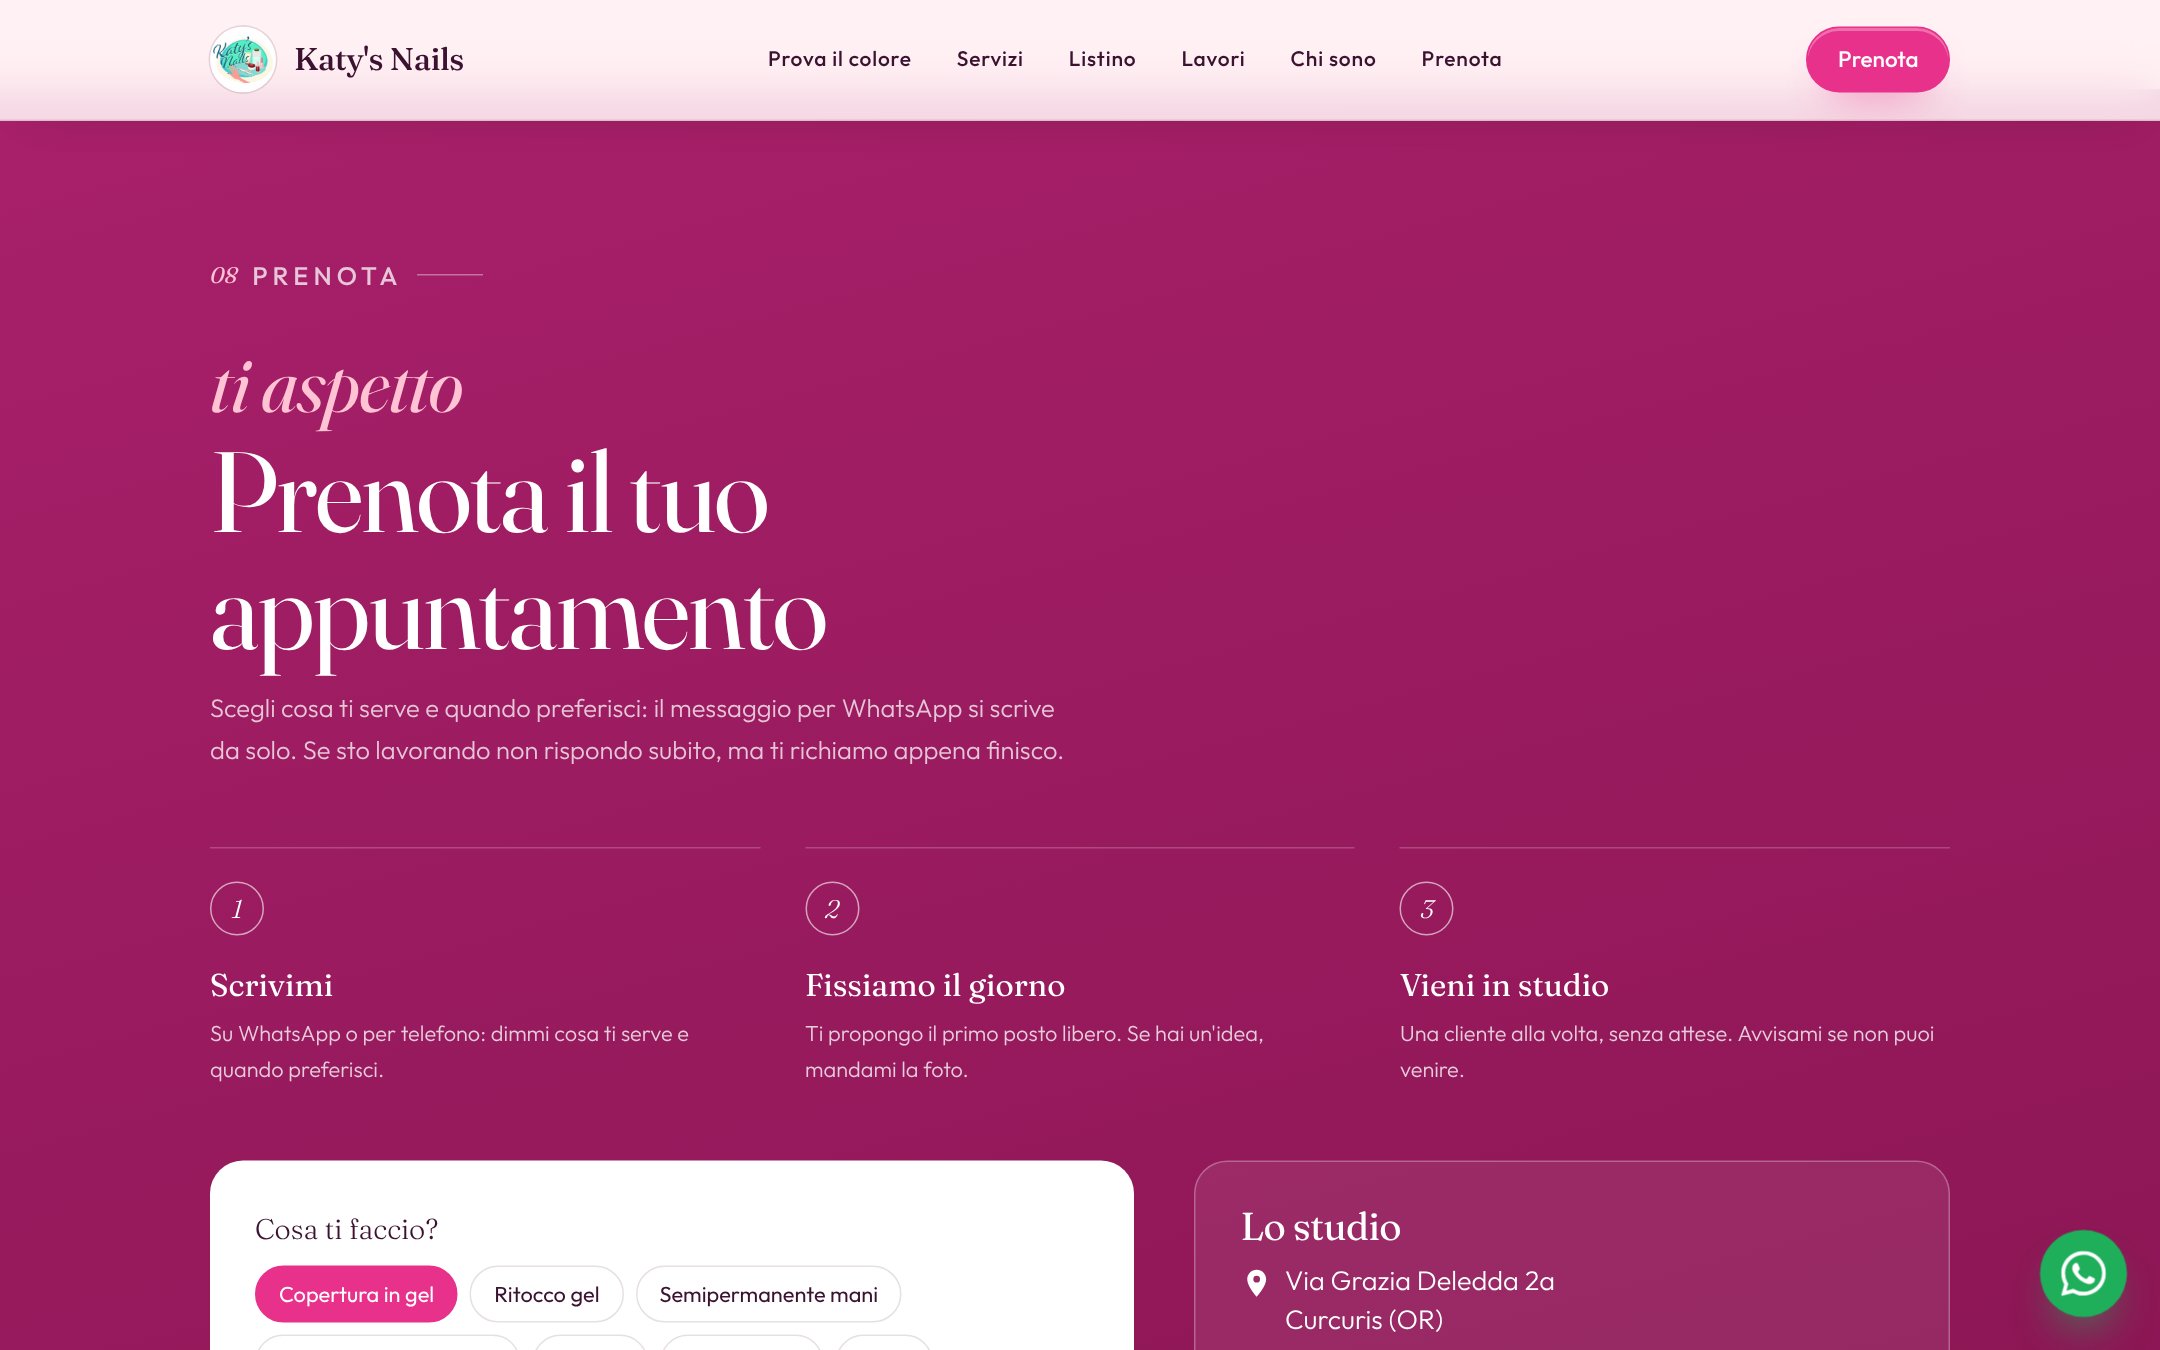 Katy's Nails
Katy's Nails
Prova il colore
Servizi
Listino
Lavori
Chi sono
Prenota
Prenota
08 PRENOTA
ti aspetto
Prenota il tuo
appuntamento
Scegli cosa ti serve e quando preferisci: il messaggio per WhatsApp si scrive
da solo. Se sto lavorando non rispondo subito, ma ti richiamo appena finisco.
1
Scrivimi
Su WhatsApp o per telefono: dimmi cosa ti serve e
quando preferisci.
2
Fissiamo il giorno
Ti propongo il primo posto libero. Se hai un'idea,
mandami la foto.
3
Vieni in studio
Una cliente alla volta, senza attese. Avvisami se non puoi
venire.
Cosa ti faccio?
Copertura in gel
Ritocco gel
Semipermanente mani
Lo studio
Via Grazia Deledda 2a
Curcuris (OR)